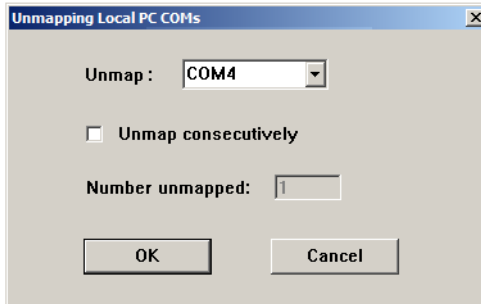 Unmapping Local PC COMs
Unmap : COM4
Unmap consecutively
Number unmapped: 1
OK Cancel